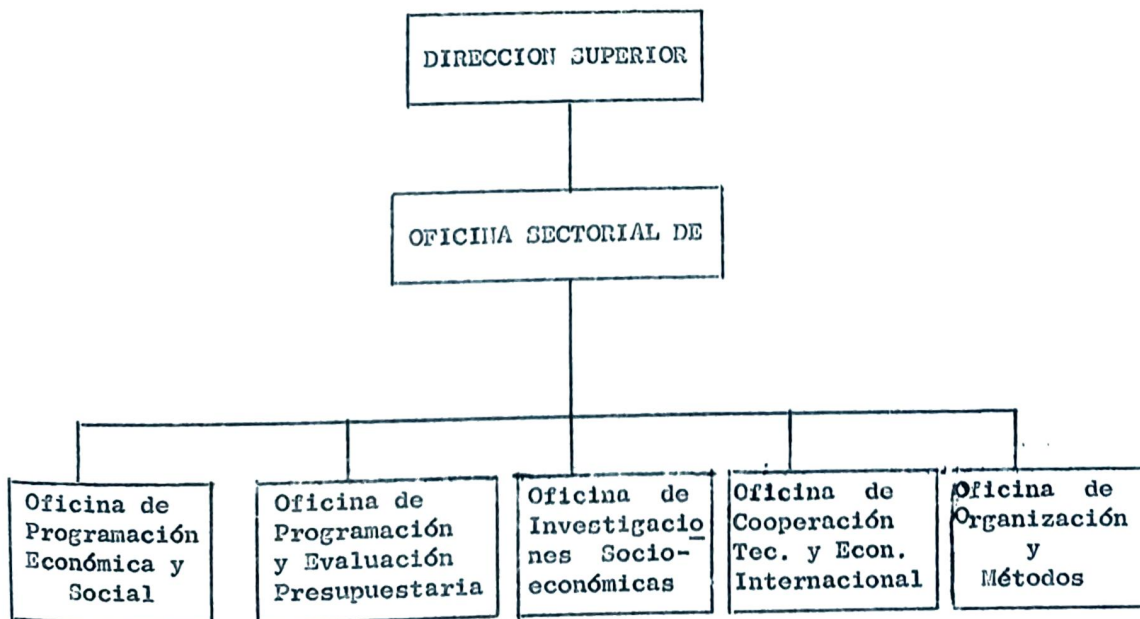 DIRECCION SUPERIOR
OFICINA SECTORIAL DE
Oficina de
Programación
Económica y
Social
Oficina de
Programación
y Evaluación
Presupuestaria
Oficina de
Investigacio
nes Socio-
económicas
Oficina de
Cooperación
Tec. y Econ.
Internacional
Oficina de
Organización
y
Métodos